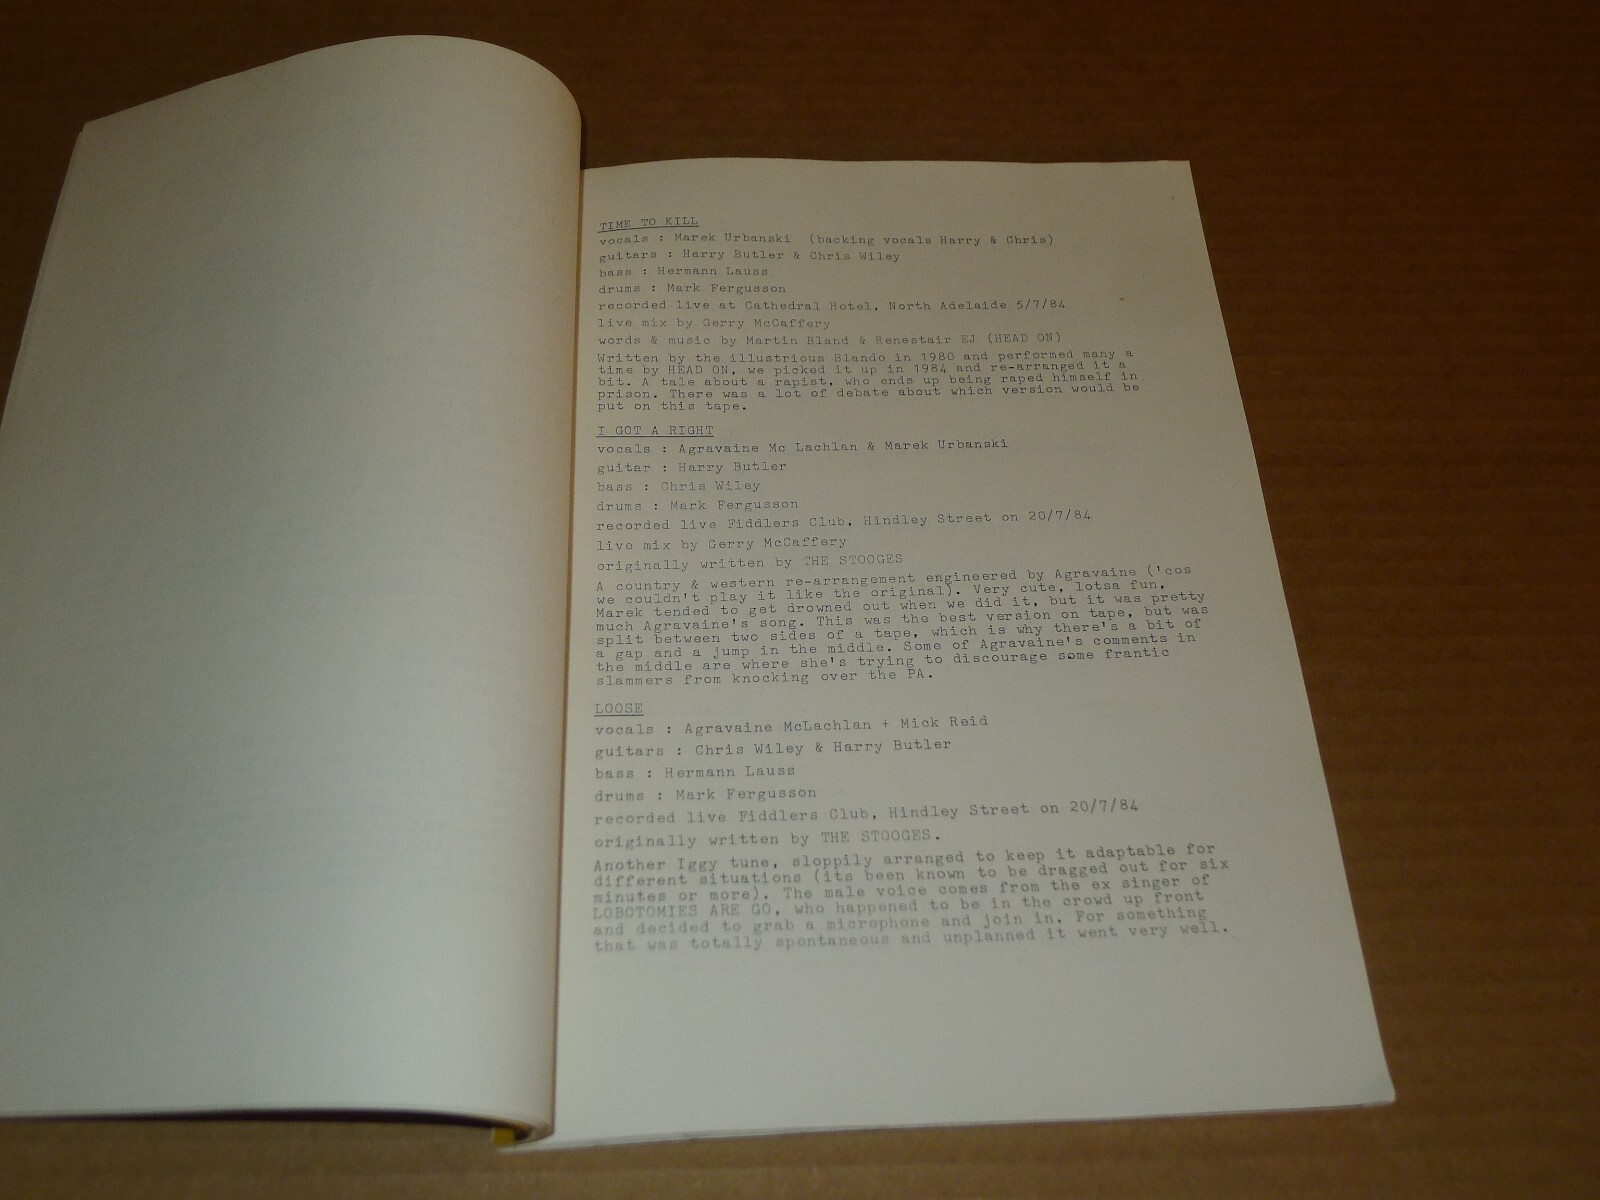 TIME TO KILL
vocals : Marek Urbanski (backing vocals Harry & Chris)
guitars : Harry Butler & Chris Wiley
bass : Hermann Lauss
drums : Mark Fergusson
recorded live at Cathedral Hotel, North Adelaide 5/7/84
live mix by Gerry McCaffery
words & music by Martin Bland & Renestair EJ (HEAD ON)
Written by the illustrious Blando in 1980 and performed many a
time by HEAD ON, we picked it up in 1984 and re-arranged it a
bit. A tale about a rapist, who ends up being raped himself in
prison. There was a lot of debate about which version would be
put on this tape.
I GOT A RIGHT
vocals : Agravaine Mc Lachlan & Marek Urbanski
guitar : Harry Butler
bass : Chris Wiley
drums : Mark Fergusson
recorded live Fiddlers Club, Hindley Street on 20/7/84
live mix by Gerry McCaffery
originally written by THE STOOGES
A country & western re-arrangement engineered by Agravaine ('cos
we couldn't play it like the original). Very cute, lotsa fun,
Marek tended to get drowned out when we did it, but it was pretty
much Agravaine's song. This was the best version on tape, but was
split between two sides of a tape, which is why there's a bit of
a gap and a jump in the middle. Some of Agravaine's comments in
the middle are where she's trying to discourage some frantic
slammers from knocking over the PA.
LOOSE
vocals : Agravaine McLachlan + Mick Reid
guitars : Chris Wiley & Harry Butler
bass : Hermann Lauss
drums : Mark Fergusson
recorded live Fiddlers Club, Hindley Street on 20/7/84
originally written by THE STOOGES.
Another Iggy tune, sloppily arranged to keep it adaptable for
different situations (its been known to be dragged out for six
minutes or more). The male voice comes from the ex singer of
LOBOTOMIES ARE GO, who happened to be in the crowd up front
and decided to grab a microphone and join in. For something
that was totally spontaneous and unplanned it went very well.